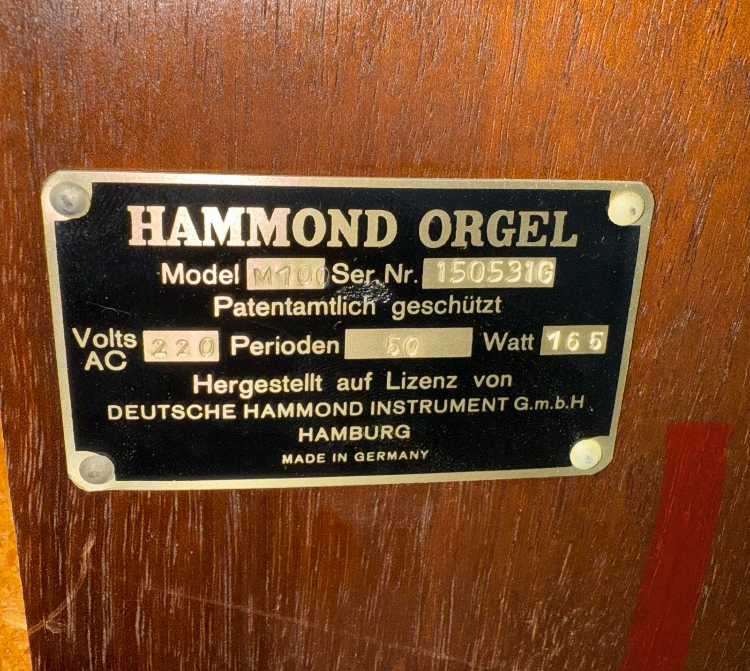 HAMMOND ORGEL
Model M100 Ser. Nr. 150531G
Patentamtlich geschützt
Volts AC 220 Perioden 50 Watt 165
Hergestellt auf Lizenz von
DEUTSCHE HAMMOND INSTRUMENT G.m.b.H.
HAMBURG
MADE IN GERMANY